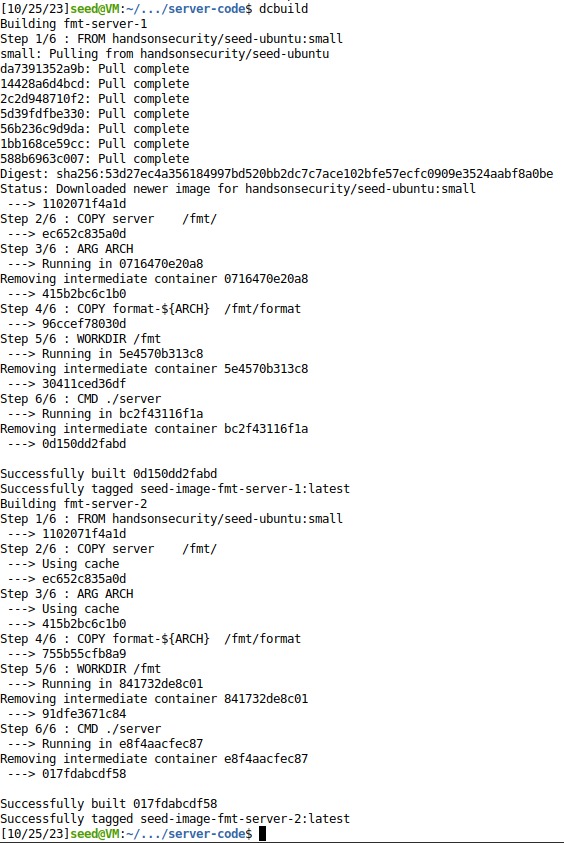 [10/25/23]seed@VM:~/.../server-code$ dcbuild
Building fmt-server-1
Step 1/6 : FROM handsonsecurity/seed-ubuntu:small
small: Pulling from handsonsecurity/seed-ubuntu
da7391352a9b: Pull complete
14428a6d4bcd: Pull complete
2c2d948710f2: Pull complete
5d39fdfbe330: Pull complete
56b236c9d9da: Pull complete
1bb168ce59cc: Pull complete
588b6963c007: Pull complete
Digest: sha256:53d27ec4a356184997bd520bb2dc7c7ace102bfe57ecfc0909e3524aabf8a0be
Status: Downloaded newer image for handsonsecurity/seed-ubuntu:small
 ---> 1102071f4a1d
Step 2/6 : COPY server    /fmt/
 ---> ec652c835a0d
Step 3/6 : ARG ARCH
 ---> Running in 0716470e20a8
Removing intermediate container 0716470e20a8
 ---> 415b2bc6c1b0
Step 4/6 : COPY format-${ARCH}  /fmt/format
 ---> 96ccef78030d
Step 5/6 : WORKDIR /fmt
 ---> Running in 5e4570b313c8
Removing intermediate container 5e4570b313c8
 ---> 30411ced36df
Step 6/6 : CMD ./server
 ---> Running in bc2f43116f1a
Removing intermediate container bc2f43116f1a
 ---> 0d150dd2fabd

Successfully built 0d150dd2fabd
Successfully tagged seed-image-fmt-server-1:latest
Building fmt-server-2
Step 1/6 : FROM handsonsecurity/seed-ubuntu:small
 ---> 1102071f4a1d
Step 2/6 : COPY server    /fmt/
 ---> Using cache
 ---> ec652c835a0d
Step 3/6 : ARG ARCH
 ---> Using cache
 ---> 415b2bc6c1b0
Step 4/6 : COPY format-${ARCH}  /fmt/format
 ---> 755b55cfb8a9
Step 5/6 : WORKDIR /fmt
 ---> Running in 841732de8c01
Removing intermediate container 841732de8c01
 ---> 91dfe3671c84
Step 6/6 : CMD ./server
 ---> Running in e8f4aacfec87
Removing intermediate container e8f4aacfec87
 ---> 017fdabcdf58

Successfully built 017fdabcdf58
Successfully tagged seed-image-fmt-server-2:latest
[10/25/23]seed@VM:~/.../server-code$